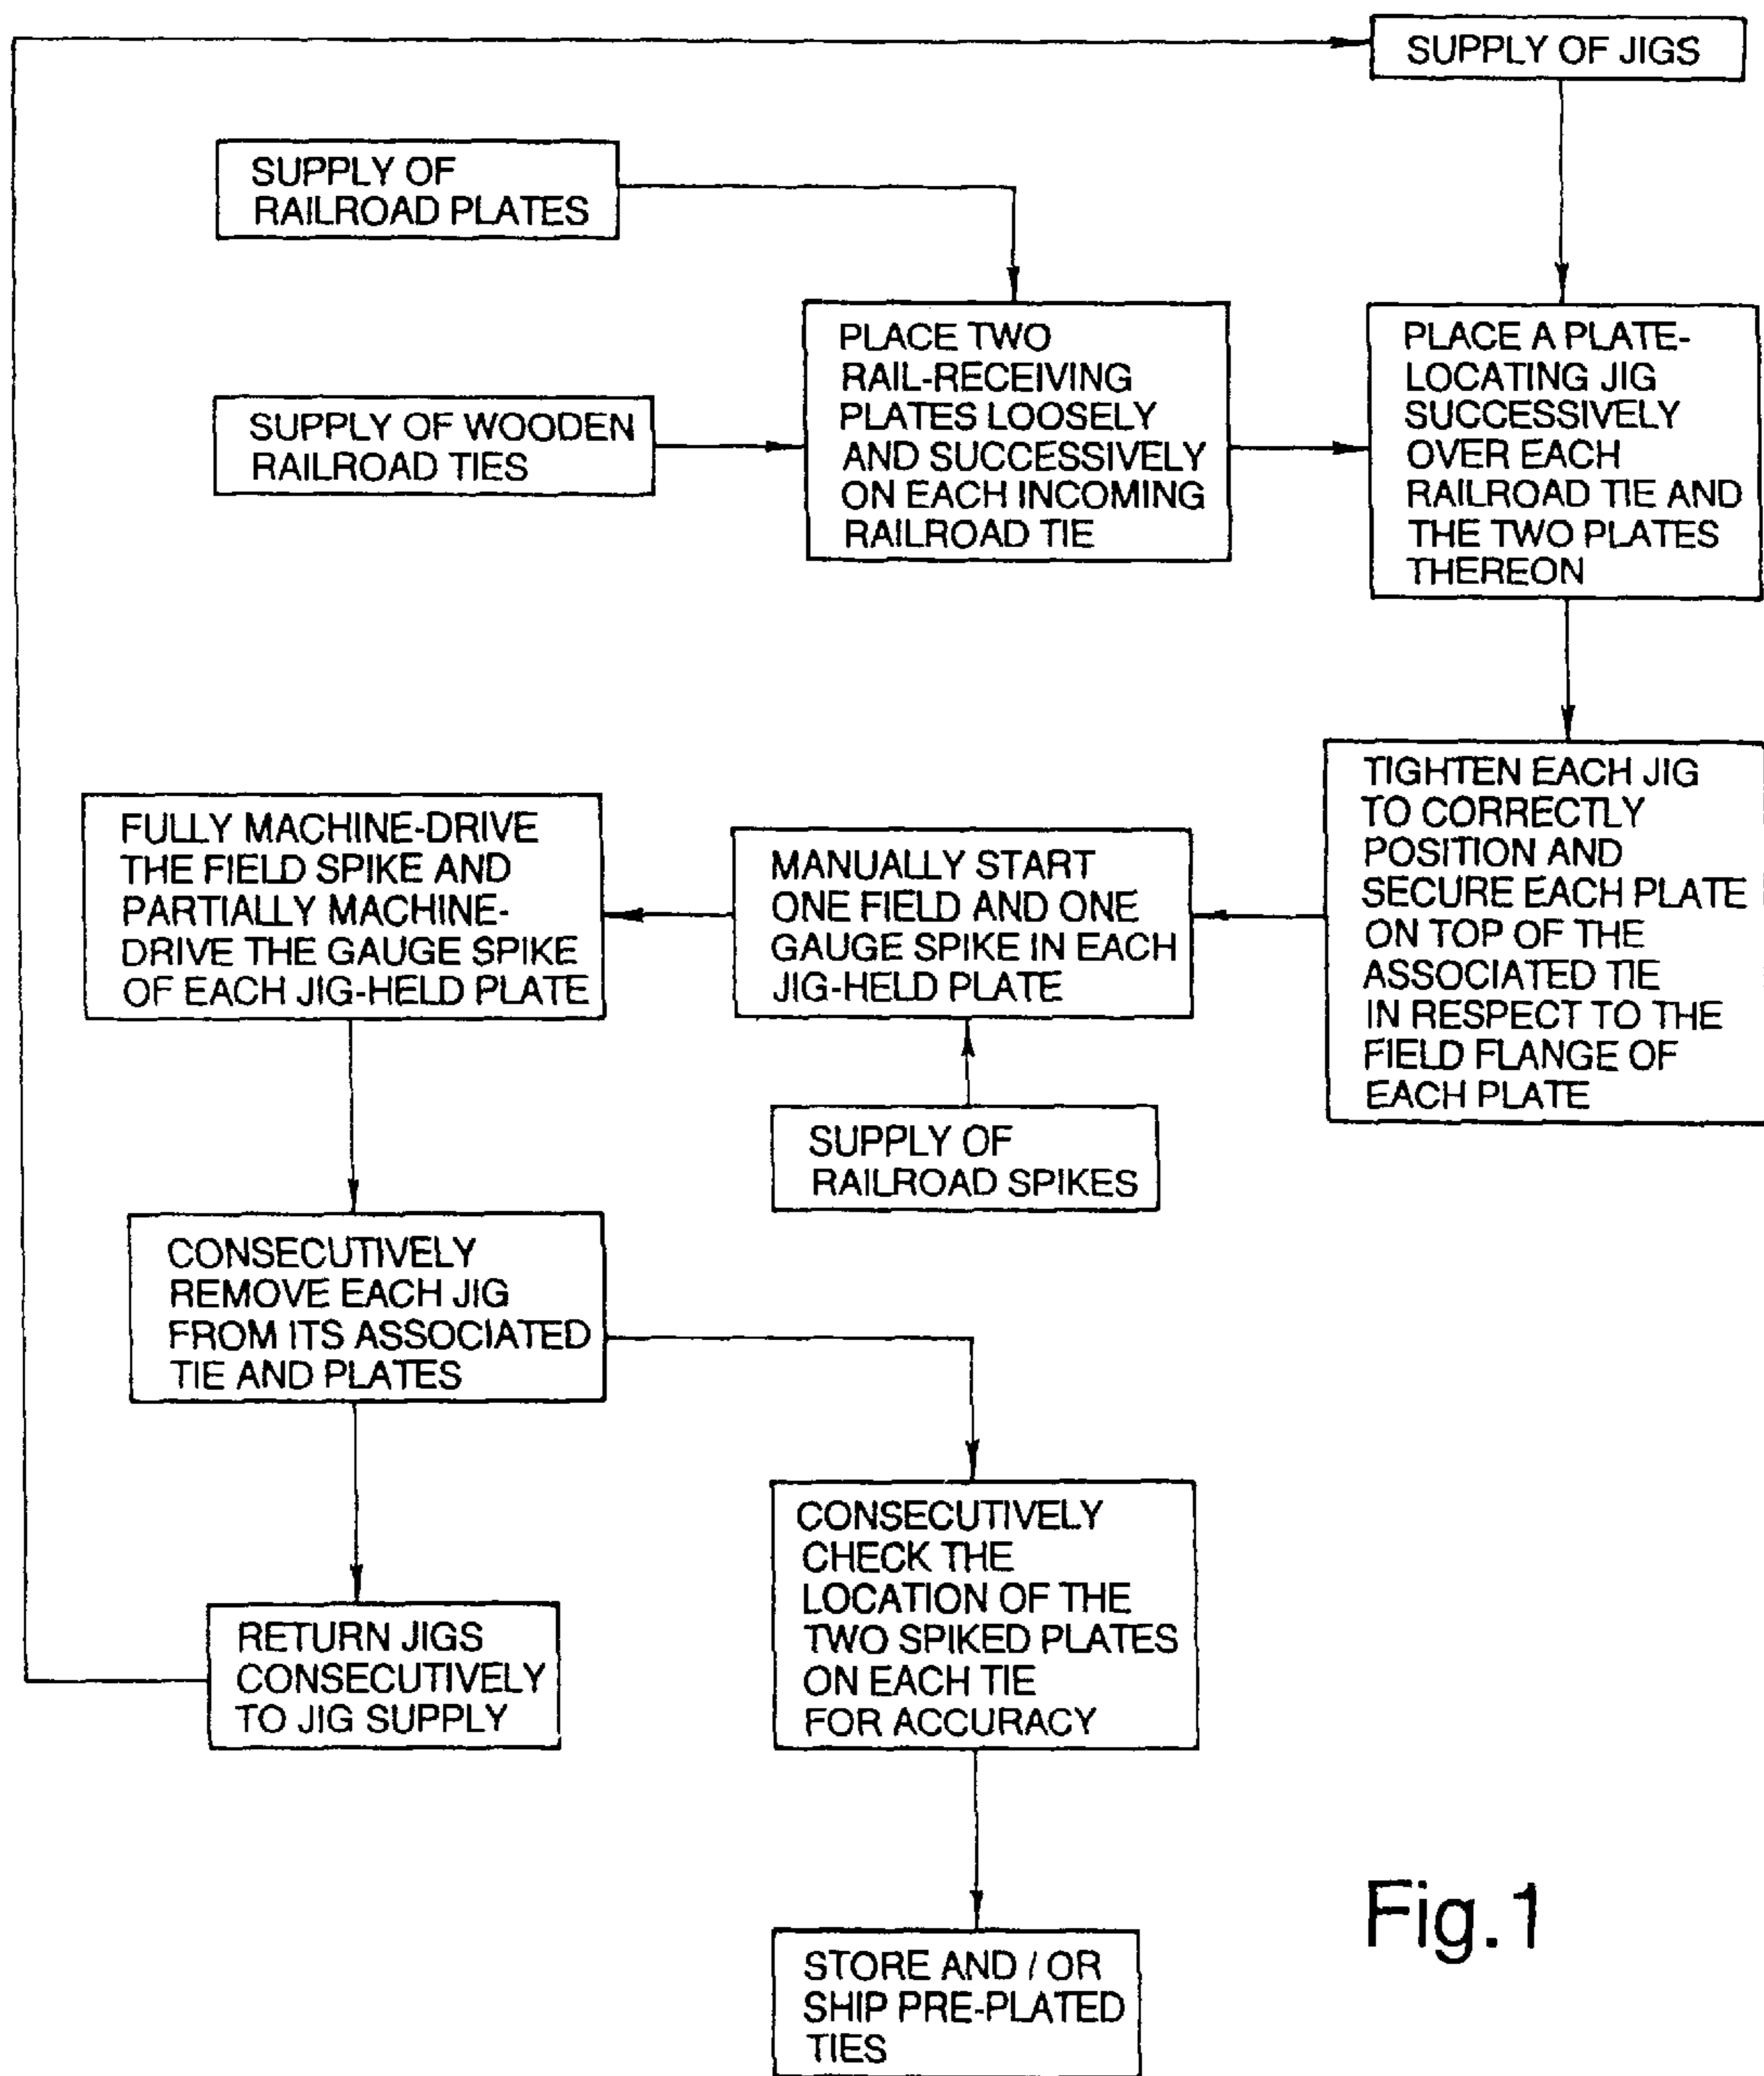 SUPPLY OF JIGS
SUPPLY OF
RAILROAD PLATES
SUPPLY OF WOODEN
RAILROAD TIES
PLACE TWO
RAIL-RECEIVING
PLATES LOOSELY
AND SUCCESSIVELY
ON EACH INCOMING
RAILROAD TIE
PLACE A PLATE-
LOCATING JIG
SUCCESSIVELY
OVER EACH
RAILROAD TIE AND
THE TWO PLATES
THEREON
TIGHTEN EACH JIG
TO CORRECTLY
POSITION AND
SECURE EACH PLATE
ON TOP OF THE
ASSOCIATED TIE
IN RESPECT TO THE
FIELD FLANGE OF
EACH PLATE
MANUALLY START
ONE FIELD AND ONE
GAUGE SPIKE IN EACH
JIG-HELD PLATE
SUPPLY OF
RAILROAD SPIKES
FULLY MACHINE-DRIVE
THE FIELD SPIKE AND
PARTIALLY MACHINE-
DRIVE THE GAUGE SPIKE
OF EACH JIG-HELD PLATE
CONSECUTIVELY
REMOVE EACH JIG
FROM ITS ASSOCIATED
TIE AND PLATES
RETURN JIGS
CONSECUTIVELY
TO JIG SUPPLY
CONSECUTIVELY
CHECK THE
LOCATION OF THE
TWO SPIKED PLATES
ON EACH TIE
FOR ACCURACY
STORE AND / OR
SHIP PRE-PLATED
TIES
Fig.1